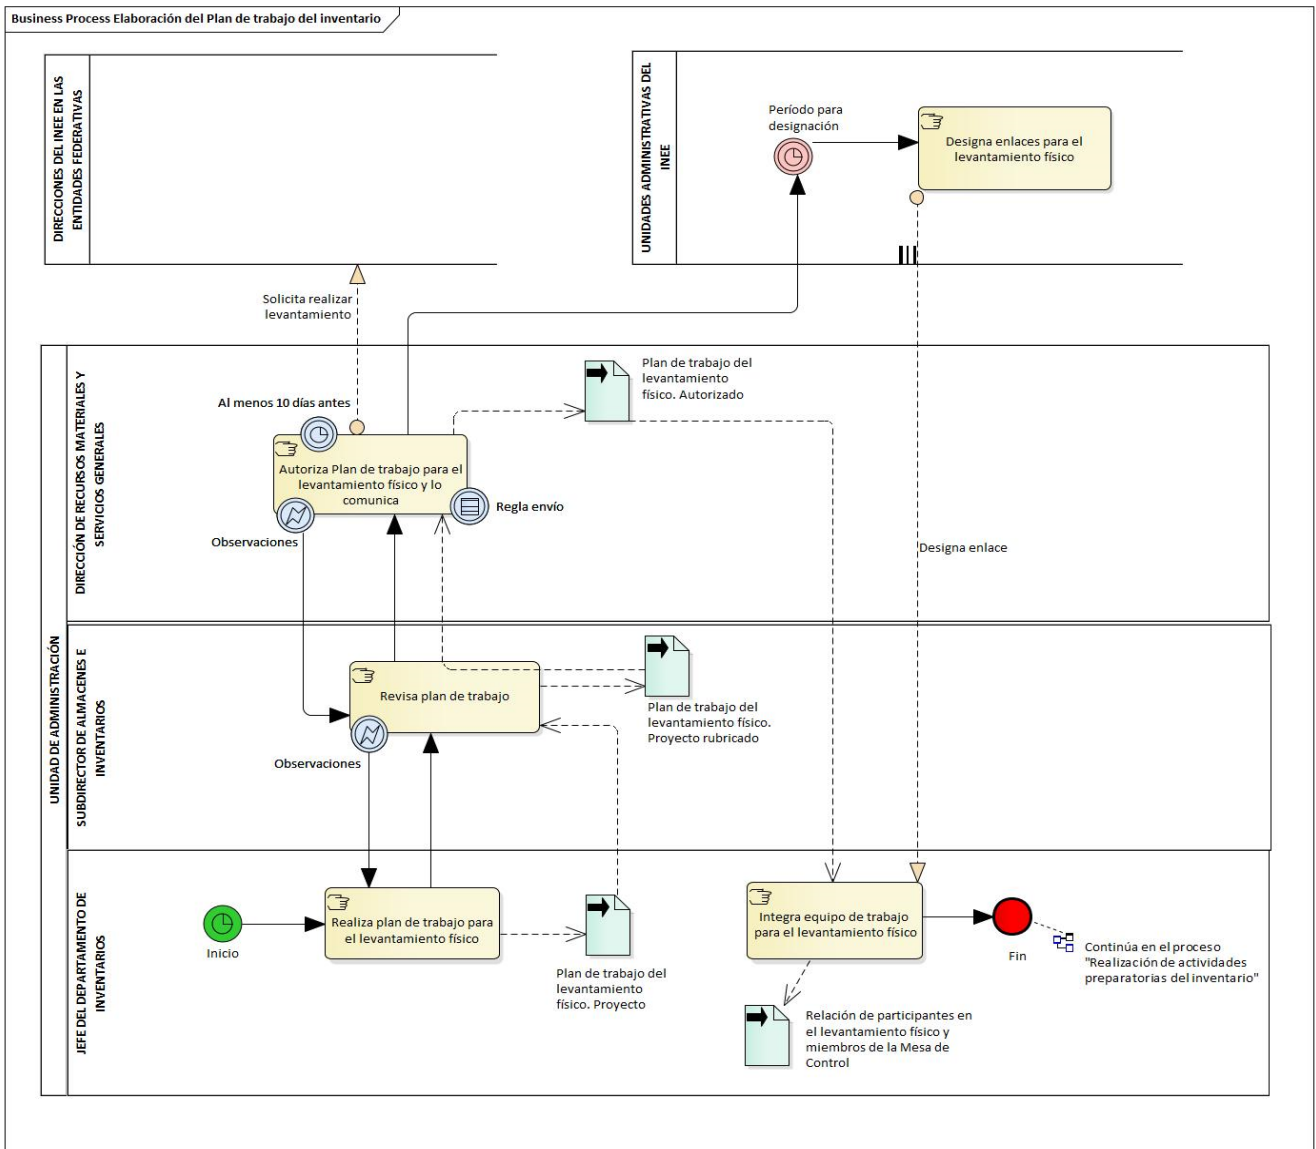 Business Process Elaboración del Plan de trabajo del inventario
DIRECCIONES DEL INEE EN LAS
ENTIDADES FEDERATIVAS
UNIDADES ADMINISTRATIVAS DEL
INEE
Período para
designación
Designa enlaces para el
levantamiento físico
Solicita realizar
levantamiento
UNIDAD DE ADMINISTRACIÓN
DIRECCIÓN DE RECURSOS MATERIALES Y
SERVICIOS GENERALES
Plan de trabajo del
levantamiento
físico. Autorizado
Al menos 10 días antes
Autoriza Plan de trabajo para el
levantamiento físico y lo
comunica
Regla envío
Observaciones
Designa enlace
SUBDIRECTOR DE ALMACENES E
INVENTARIOS
Revisa plan de trabajo
Plan de trabajo del
levantamiento físico.
Proyecto rubricado
Observaciones
JEFE DEL DEPARTAMENTO DE
INVENTARIOS
Inicio
Realiza plan de trabajo para
el levantamiento físico
Plan de trabajo del
levantamiento
físico. Proyecto
Integra equipo de trabajo
para el levantamiento físico
Fin
Continúa en el proceso
"Realización de actividades
preparatorias del inventario"
Relación de participantes en
el levantamiento físico y
miembros de la Mesa de
Control